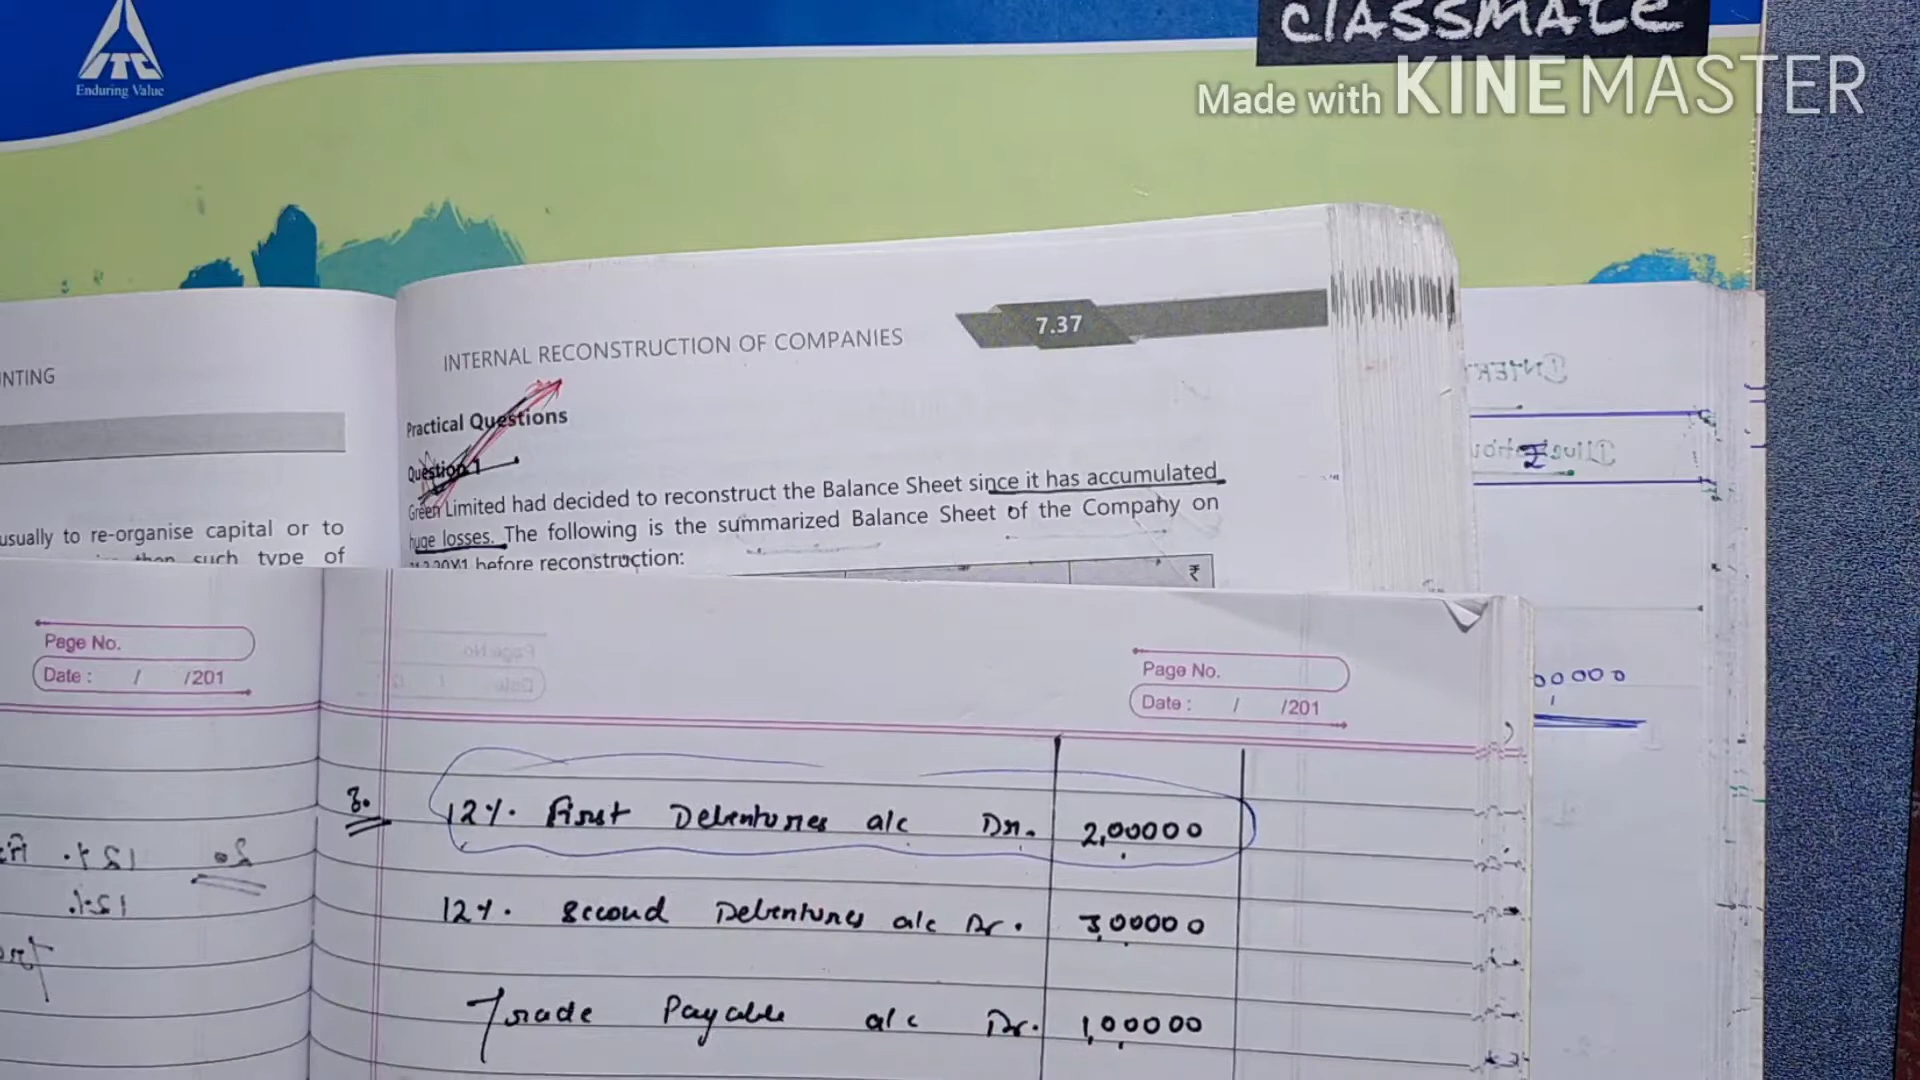 CLASSMATE
Made with KINEMASTER
ITC
Enduring Value
INTERNAL RECONSTRUCTION OF COMPANIES
7.37
NTING
Practical Questions
Question 1
Green Limited had decided to reconstruct the Balance Sheet since it has accumulated
huge losses. The following is the summarized Balance Sheet of the Company on
before reconstruction:
₹
usually to re-organise capital or to
then such type of
Page No.
Date : / /201
Page No.
Date : / /201
3. 12%. First Debentures a/c Dr. 2,00000
12%. Second Debentures a/c Dr. 3,00000
Trade Payable a/c Dr. 1,00000
00000